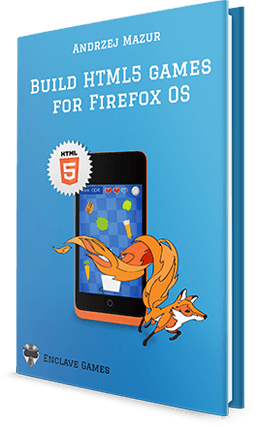 Andrzej Mazur
Build HTML5 games
for Firefox OS
HTML
5
Enclave Games